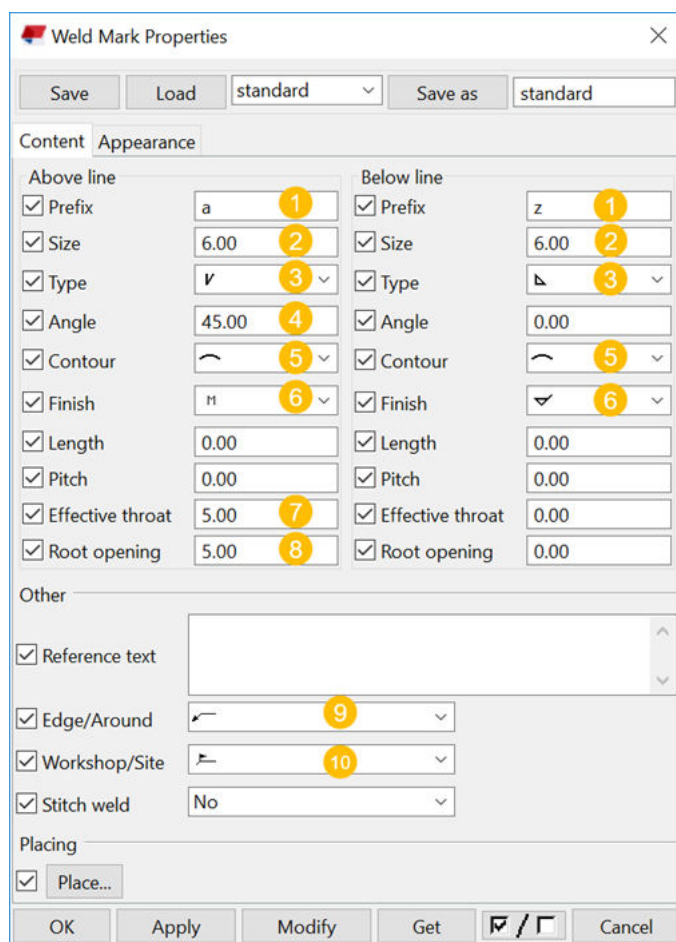 Weld Mark Properties
Save Load standard Save as standard
Content Appearance
Above line Below line
Prefix a 1 Prefix z 1
Size 6.00 2 Size 6.00 2
Type 3 Type 3
Angle 45.00 4 Angle 0.00
Contour 5 Contour 5
Finish M 6 Finish 6
Length 0.00 Length 0.00
Pitch 0.00 Pitch 0.00
Effective throat 5.00 7 Effective throat 0.00
Root opening 5.00 8 Root opening 0.00
Other
Reference text
Edge/Around 9
Workshop/Site 10
Stitch weld No
Placing
Place...
OK Apply Modify Get / Cancel